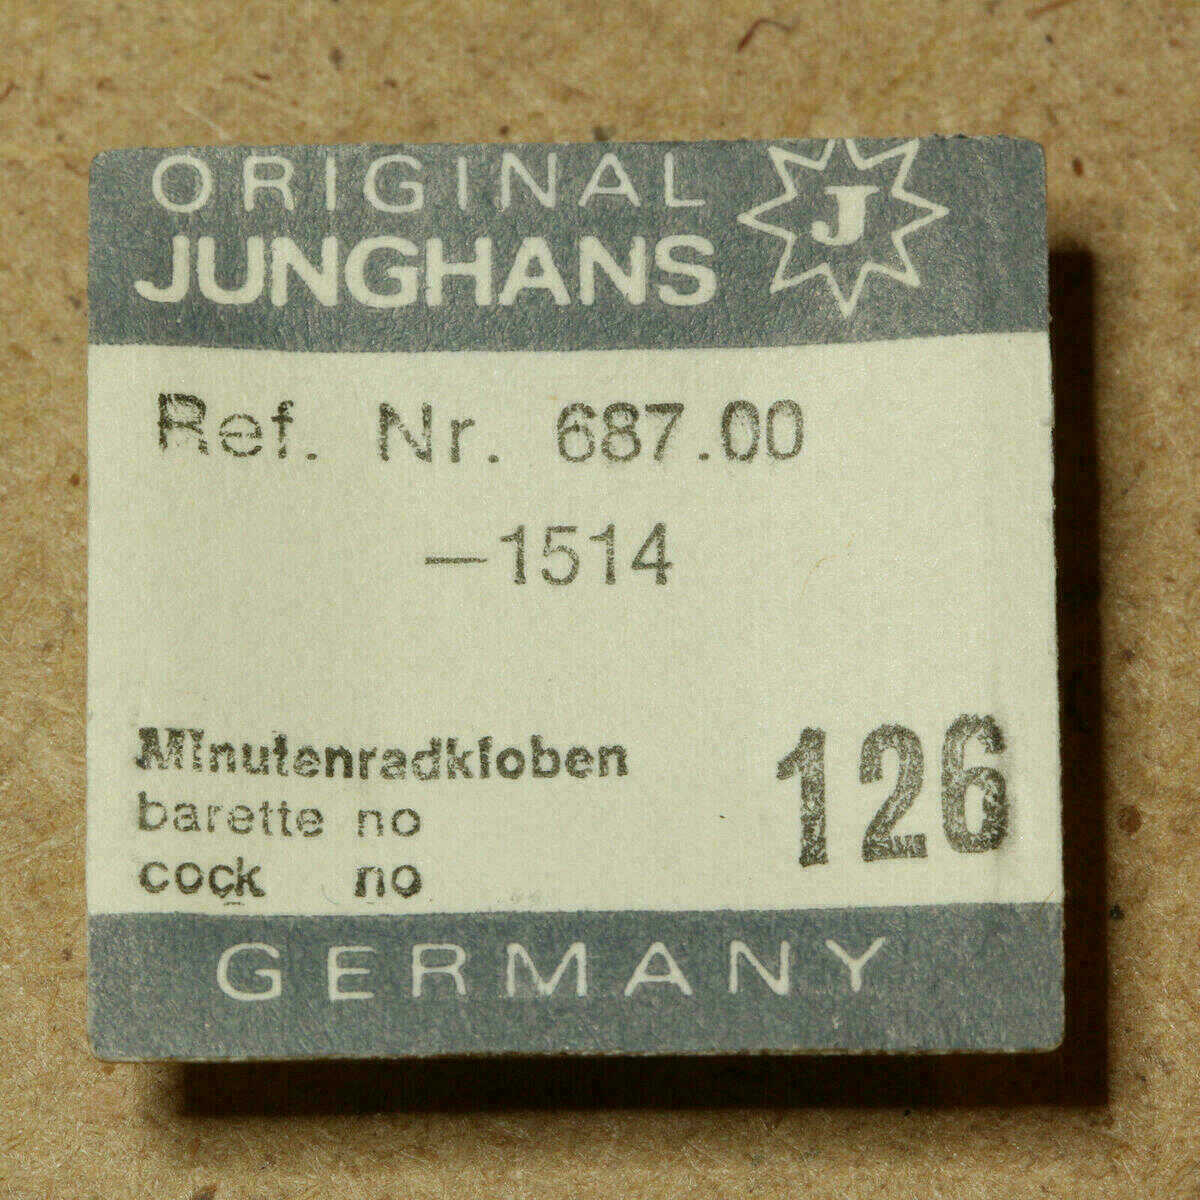 ORIGINAL
JUNGHANS
J
Ref. Nr. 687.00
—1514
Minutenradkloben
barette no
cock no
126
GERMANY